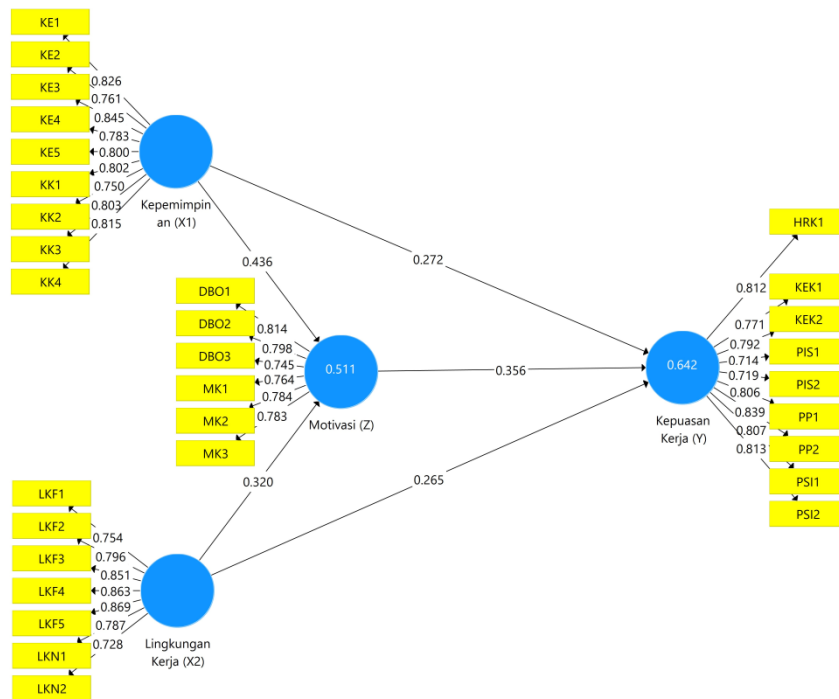 KE1
KE2
KE3
KE4
KE5
KK1
KK2
KK3
KK4
0.826
0.761
0.845
0.783
0.800
0.802
0.750
0.803
0.815
Kepemimpin
an (X1)
0.436
0.272
DBO1
DBO2
DBO3
MK1
MK2
MK3
0.814
0.798
0.745
0.764
0.784
0.783
0.511
Motivasi (Z)
0.356
0.320
0.265
LKF1
LKF2
LKF3
LKF4
LKF5
LKN1
LKN2
0.754
0.796
0.851
0.863
0.869
0.787
0.728
Lingkungan
Kerja (X2)
0.642
Kepuasan
Kerja (Y)
0.812
0.771
0.792
0.714
0.719
0.806
0.839
0.807
0.813
HRK1
KEK1
KEK2
PIS1
PIS2
PP1
PP2
PSI1
PSI2